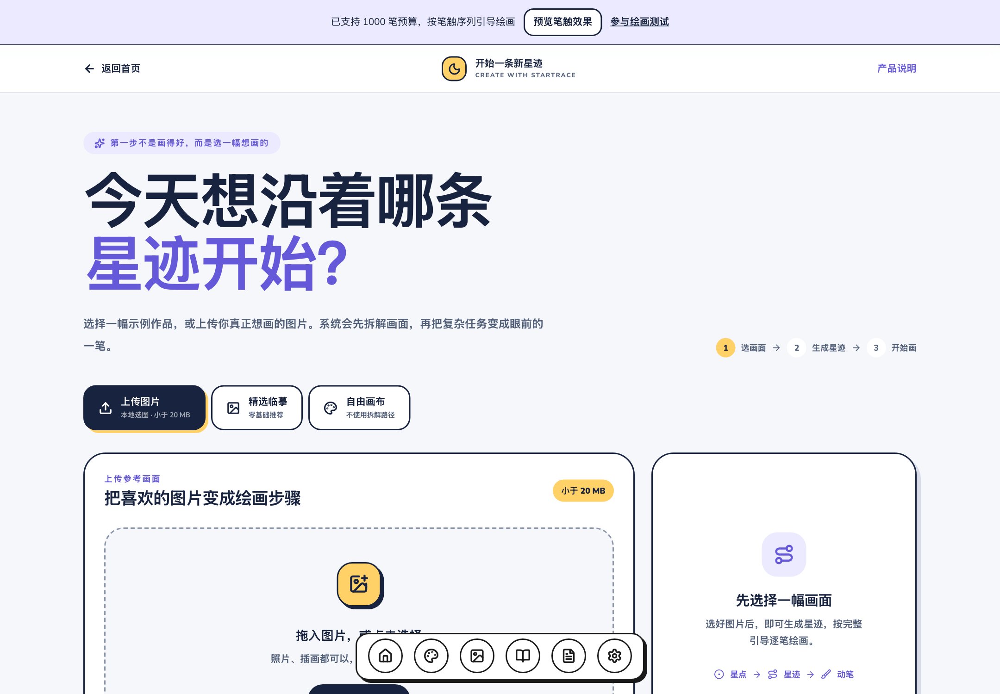 已支持 1000 笔预算，按笔触序列引导绘画 预览笔触效果 参与绘画测试
返回首页
开始一条新星迹
CREATE WITH STARTRACE
产品说明
第一步不是画得好，而是选一幅想画的
今天想沿着哪条
星迹开始？
选择一幅示例作品，或上传你真正想画的图片。系统会先拆解画面，再把复杂任务变成眼前的
一笔。
1 选画面 → 2 生成星迹 → 3 开始画
上传图片
本地选图 · 小于 20 MB
精选临摹
零基础推荐
自由画布
不使用拆解路径
上传参考画面
把喜欢的图片变成绘画步骤
小于 20 MB
拖入图片，或点击选择
照片、插画都可以，
先选择一幅画面
选好图片后，即可生成星迹，按完整
引导逐笔绘画。
星点 → 星迹 → 动笔